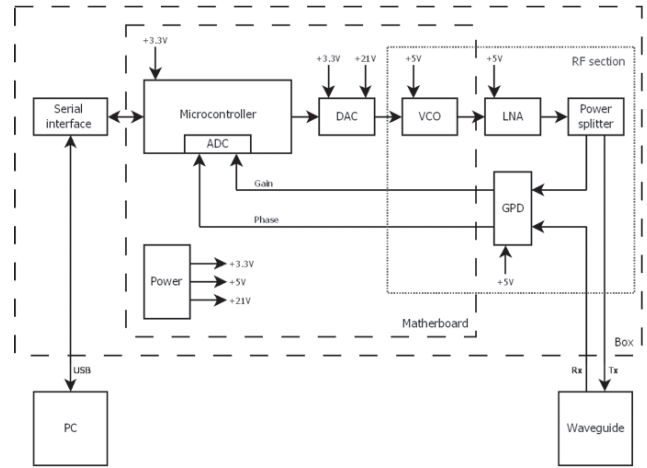 RF section
+3.3V
+3.3V
+21V
+5V
+5V
Serial
interface
Microcontroller
ADC
DAC
VCO
LNA
Power
splitter
Gain
Phase
GPD
+5V
Power
+3.3V
+5V
+21V
Matherboard
Box
USB
Rx
Tx
PC
Waveguide